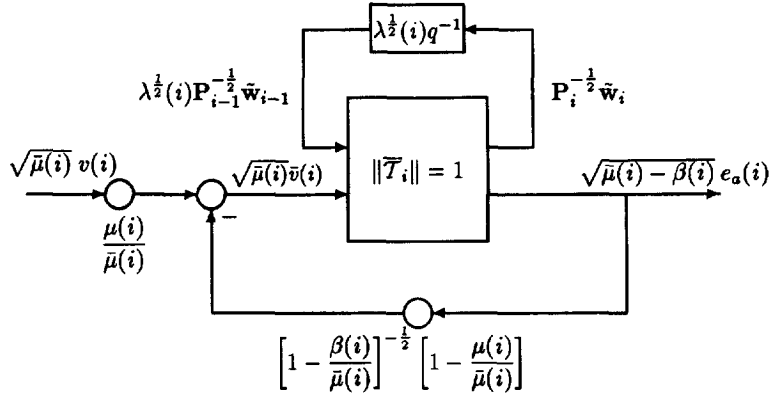 λ^{1/2}(i)q^{-1}
λ^{1/2}(i)P_{i-1}^{-1/2}w̃_{i-1}
P_i^{-1/2}w̃_i
√μ̄(i) v(i)
√μ̄(i)v̄(i)
‖𝒯̄_i‖ = 1
√(μ̄(i) − β(i)) e_a(i)
−
μ(i)/μ̄(i)
[1 − β(i)/μ̄(i)]^{-1/2} [1 − μ(i)/μ̄(i)]